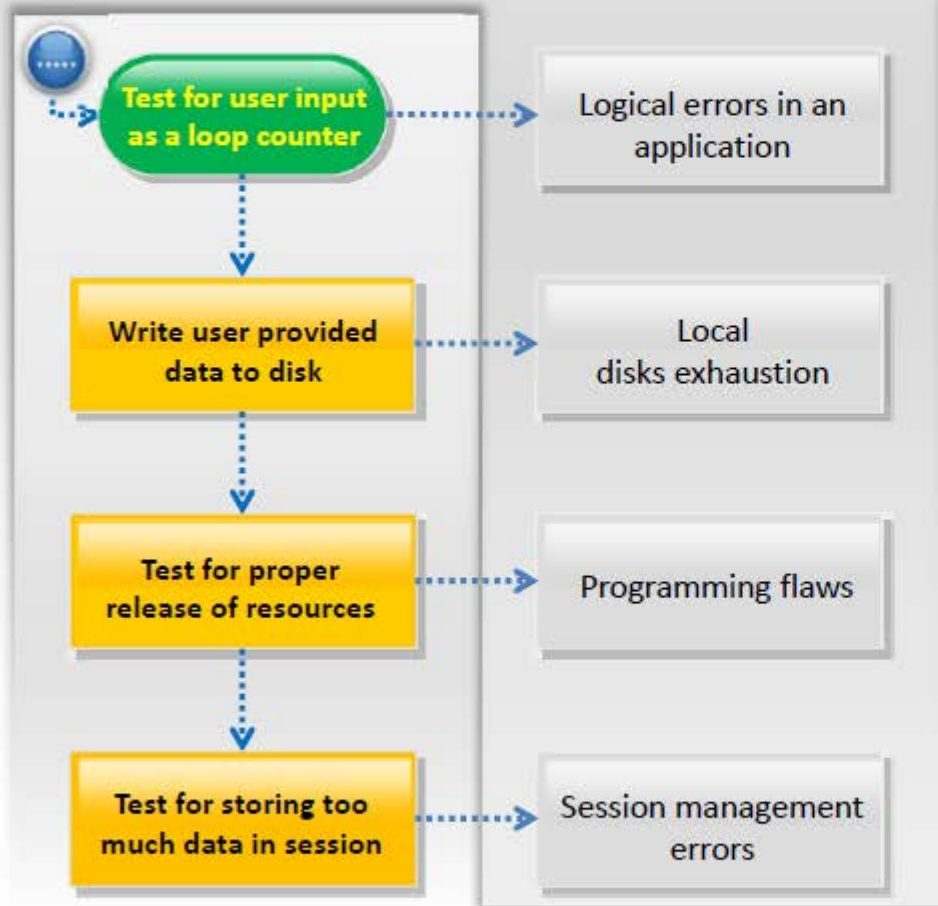 Test for user input
as a loop counter
Logical errors in an
application
Write user provided
data to disk
Local
disks exhaustion
Test for proper
release of resources
Programming flaws
Test for storing too
much data in session
Session management
errors